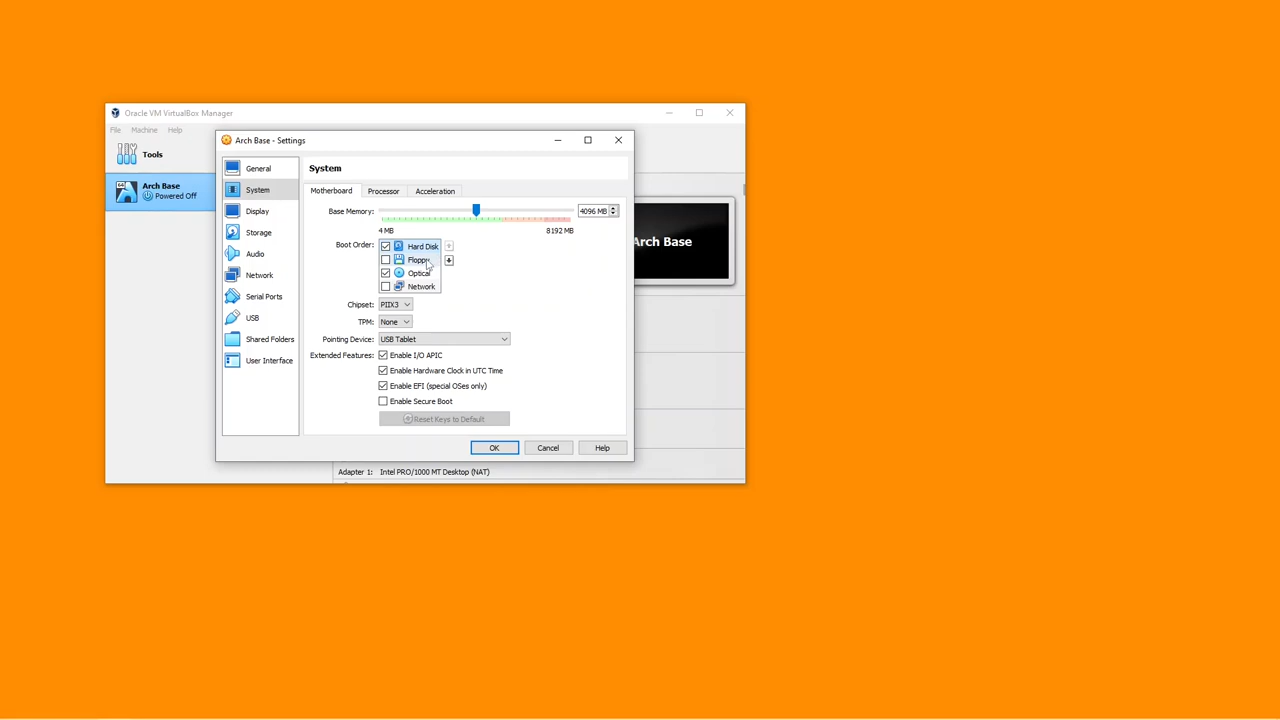 Oracle VM VirtualBox Manager
File Machine Help
Tools
Arch Base
Powered Off
64
Arch Base - Settings
General
System
Display
Storage
Audio
Network
Serial Ports
USB
Shared Folders
User Interface
System
Motherboard Processor Acceleration
Base Memory: 4096 MB
4 MB 8192 MB
Boot Order: Hard Disk
Floppy
Optical
Network
Chipset: PIIX3
TPM: None
Pointing Device: USB Tablet
Extended Features: Enable I/O APIC
Enable Hardware Clock in UTC Time
Enable EFI (special OSes only)
Enable Secure Boot
Reset Keys to Default
OK Cancel Help
Arch Base
Adapter 1: Intel PRO/1000 MT Desktop (NAT)